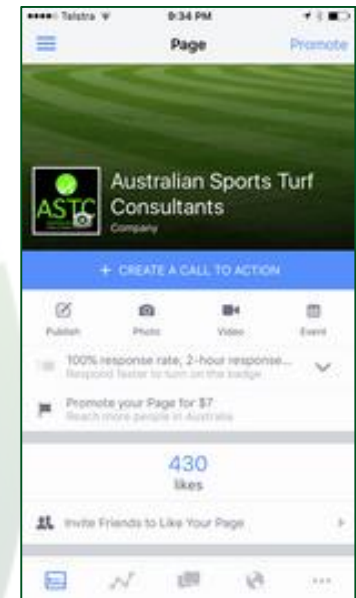 Telstra 9:34 PM
Page Promote
ASTC
Australian Sports Turf
Consultants
Company
+ CREATE A CALL TO ACTION
Publish Photo Video Event
100% response rate, 2-hour response...
Respond faster to turn on the badge
Promote your Page for $7
Reach more people in Australia
430
likes
Invite Friends to Like Your Page